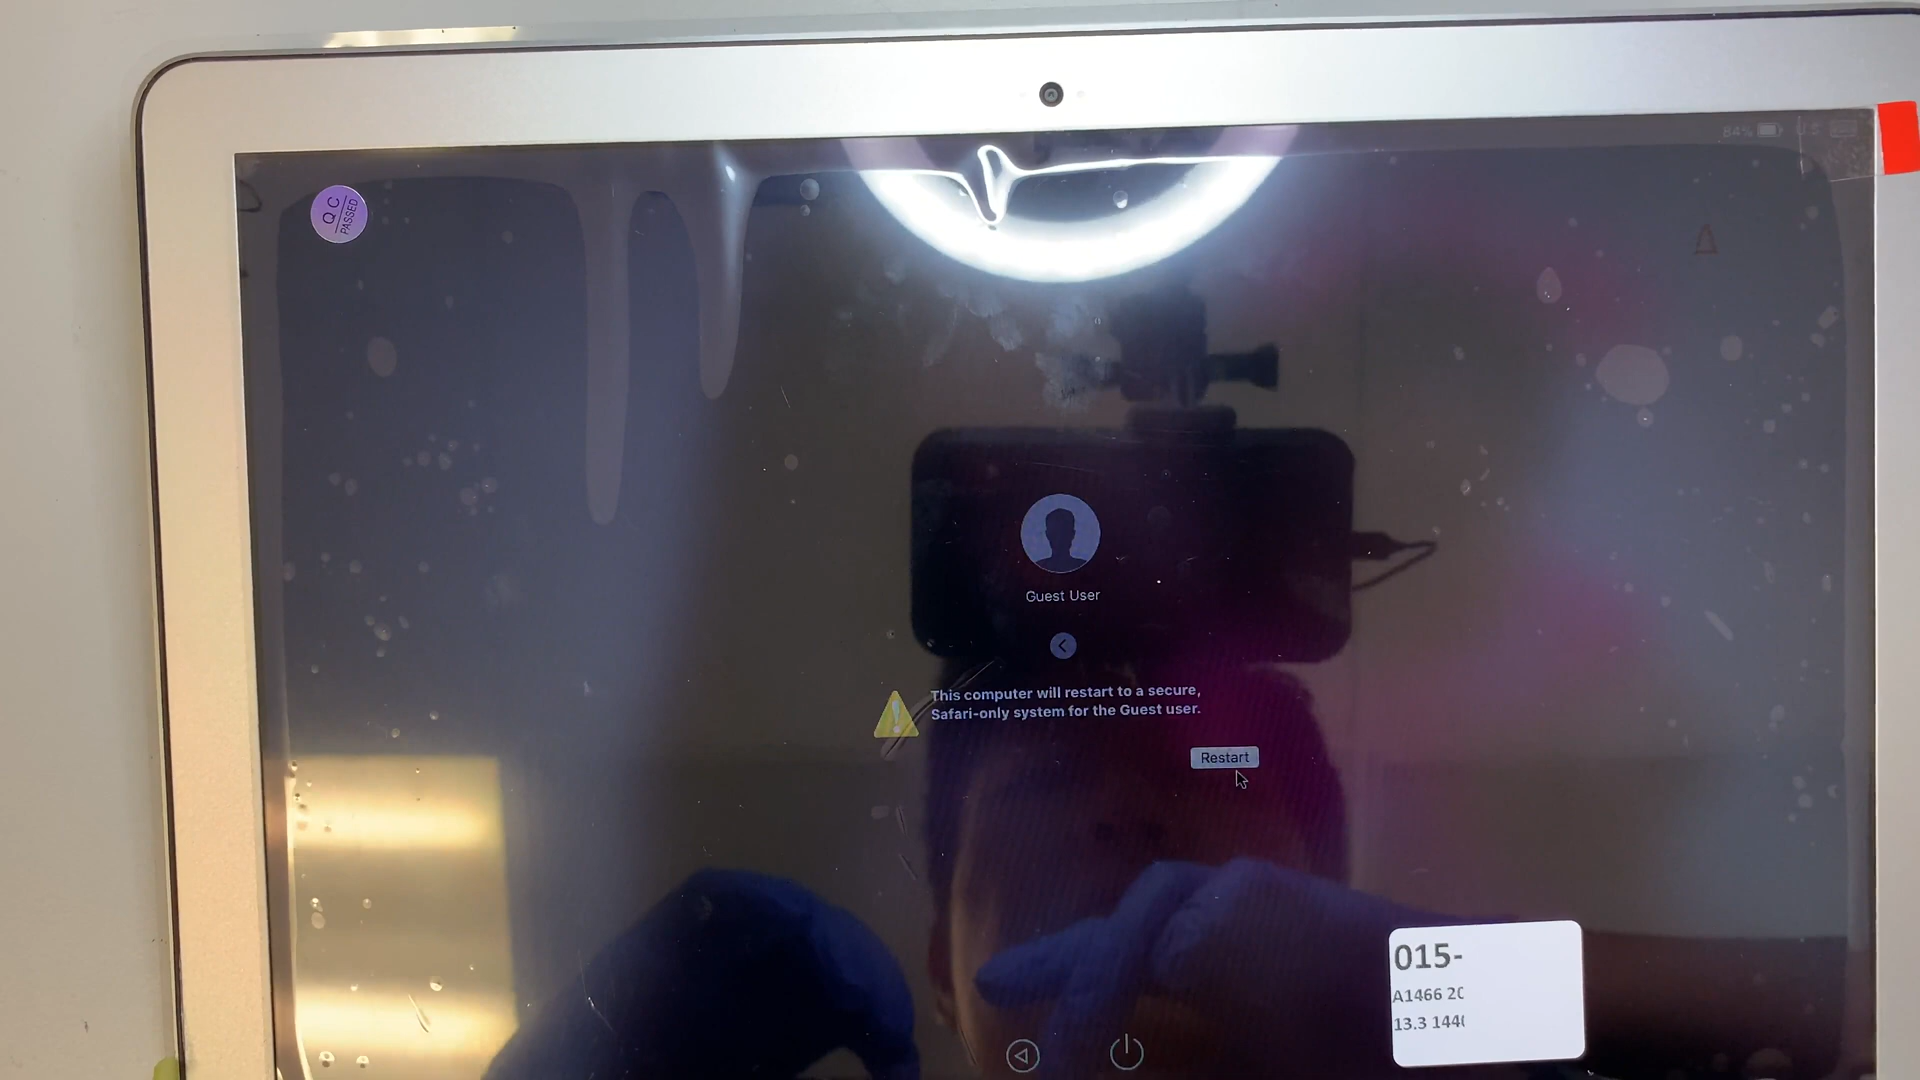 84%
U.S.
QC
PASSED
Guest User
This computer will restart to a secure,
Safari-only system for the Guest user.
Restart
015-
A1466 20
13.3 144